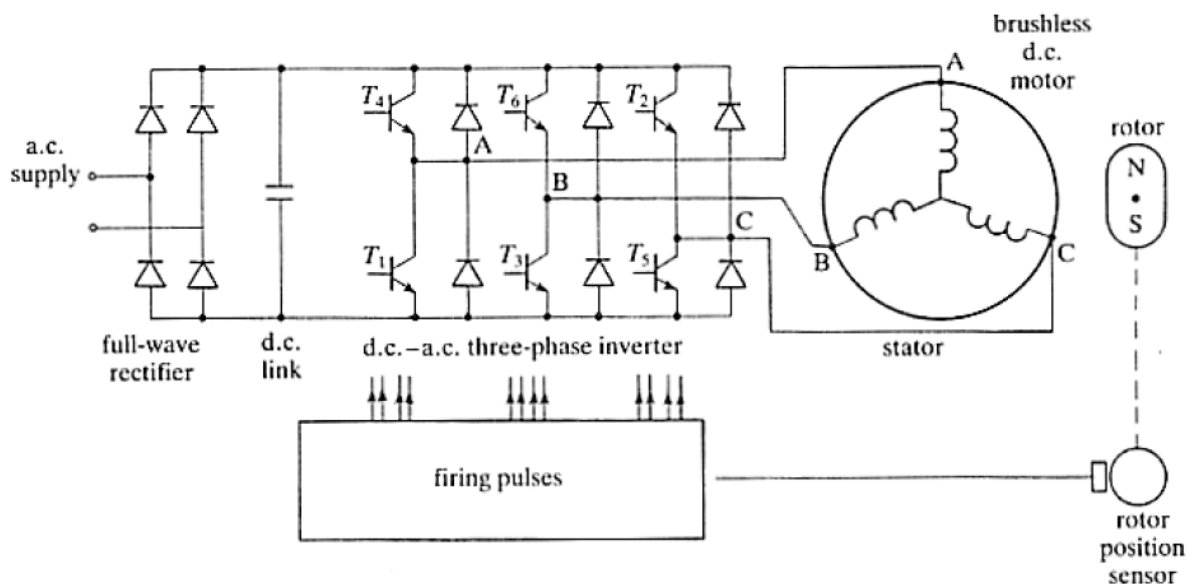 brushless
d.c.
motor
A
T4
T6
T2
rotor
a.c.
supply
A
N
B
S
C
T1
T3
T5
B
C
full-wave
rectifier
d.c.
link
d.c.–a.c. three-phase inverter
stator
firing pulses
rotor
position
sensor